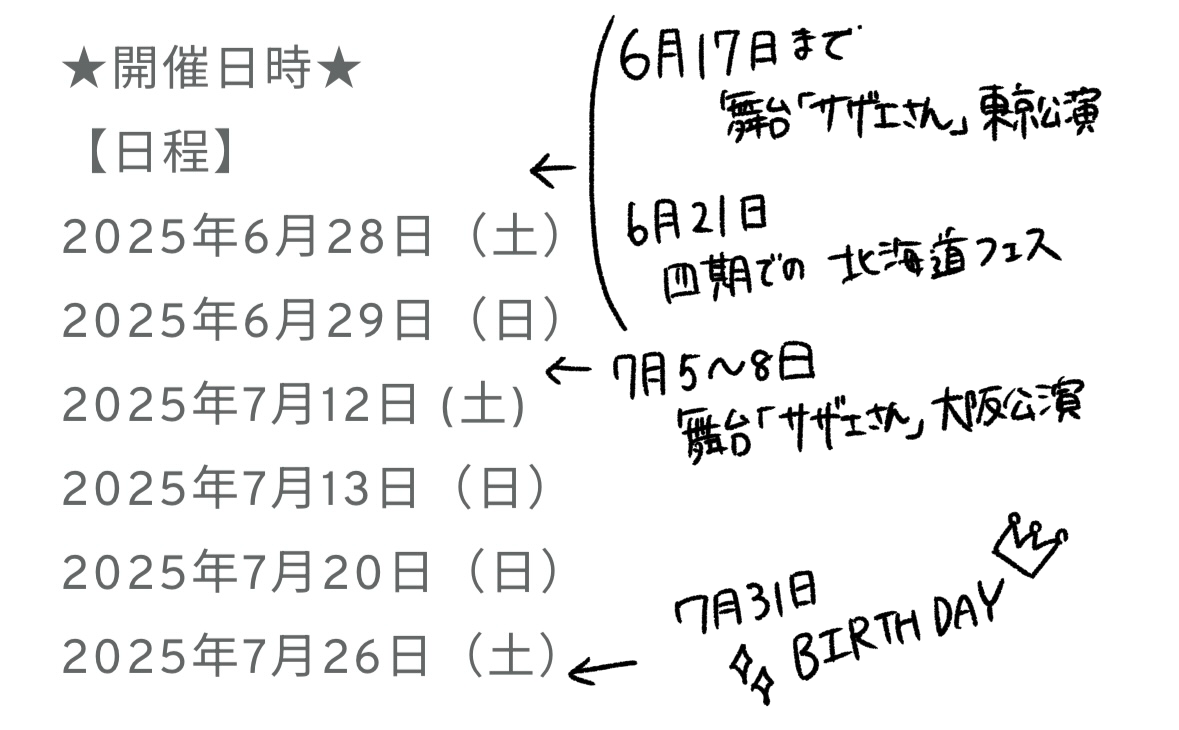 ★開催日時★
【日程】
2025年6月28日（土）
2025年6月29日（日）
2025年7月12日 (土)
2025年7月13日（日）
2025年7月20日（日）
2025年7月26日（土）
6月17日まで
舞台「サザエさん」東京公演
6月21日
四期での 北海道フェス
7月5〜8日
舞台「サザエさん」大阪公演
7月31日
BIRTH DAY